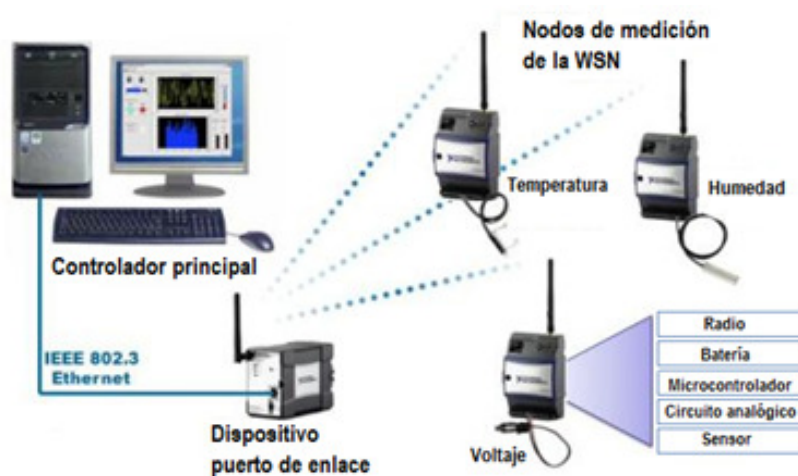 Nodos de medición
de la WSN
Temperatura
Humedad
Controlador principal
IEEE 802.3
Ethernet
Dispositivo
puerto de enlace
Voltaje
Radio
Batería
Microcontrolador
Circuito analógico
Sensor